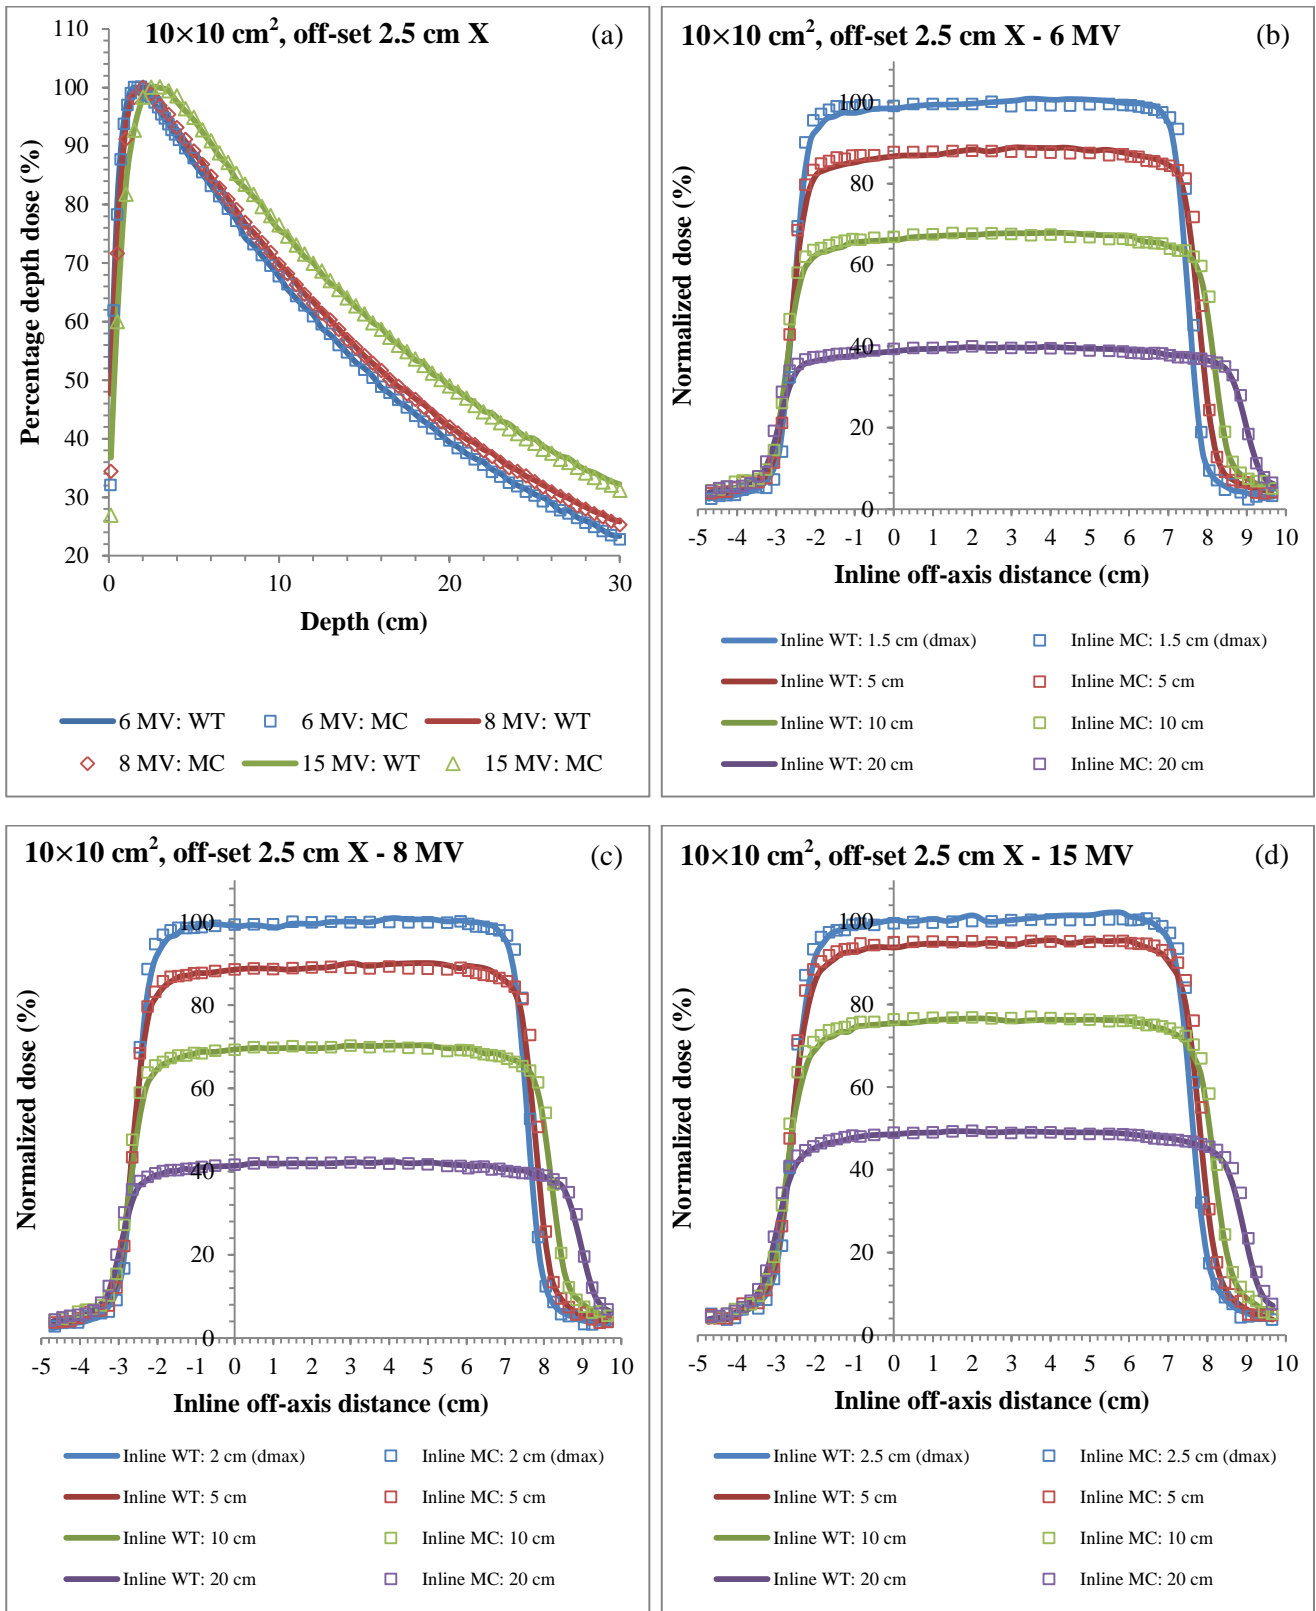 10×10 cm², off-set 2.5 cm X (a)
110
100
90
80
70
60
50
40
30
20
0 10 20 30
Percentage depth dose (%)
Depth (cm)
6 MV: WT 6 MV: MC 8 MV: WT
8 MV: MC 15 MV: WT 15 MV: MC
10×10 cm², off-set 2.5 cm X - 6 MV (b)
100
80
60
40
20
0
-5 -4 -3 -2 -1 0 1 2 3 4 5 6 7 8 9 10
Normalized dose (%)
Inline off-axis distance (cm)
Inline WT: 1.5 cm (dmax) Inline MC: 1.5 cm (dmax)
Inline WT: 5 cm Inline MC: 5 cm
Inline WT: 10 cm Inline MC: 10 cm
Inline WT: 20 cm Inline MC: 20 cm
10×10 cm², off-set 2.5 cm X - 8 MV (c)
100
80
60
40
20
0
-5 -4 -3 -2 -1 0 1 2 3 4 5 6 7 8 9 10
Normalized dose (%)
Inline off-axis distance (cm)
Inline WT: 2 cm (dmax) Inline MC: 2 cm (dmax)
Inline WT: 5 cm Inline MC: 5 cm
Inline WT: 10 cm Inline MC: 10 cm
Inline WT: 20 cm Inline MC: 20 cm
10×10 cm², off-set 2.5 cm X - 15 MV (d)
100
80
60
40
20
0
-5 -4 -3 -2 -1 0 1 2 3 4 5 6 7 8 9 10
Normalized dose (%)
Inline off-axis distance (cm)
Inline WT: 2.5 cm (dmax) Inline MC: 2.5 cm (dmax)
Inline WT: 5 cm Inline MC: 5 cm
Inline WT: 10 cm Inline MC: 10 cm
Inline WT: 20 cm Inline MC: 20 cm